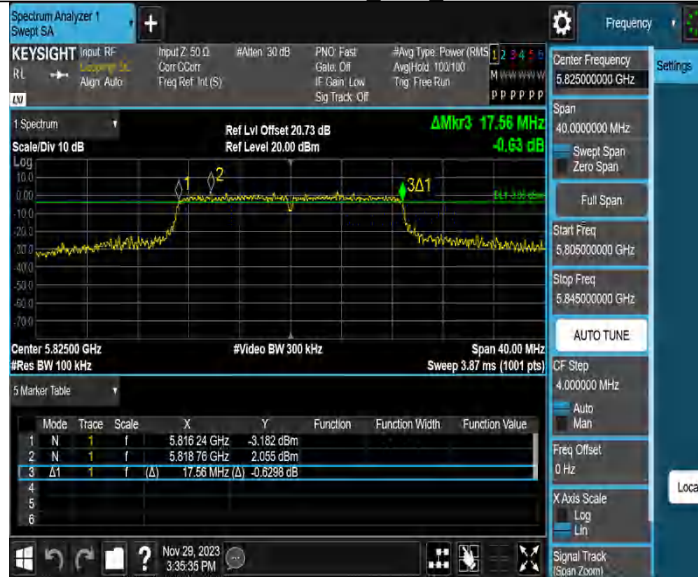 Spectrum Analyzer 1
Swept SA
+
Frequency
KEYSIGHT
Input: RF
Input Z: 50 Ω
#Atten: 30 dB
PNO: Fast
#Avg Type: Power (RMS
1 2 3 4 5 6
RL
Coupling: DC
Corr CCorr
Gate: Off
Avg|Hold: 100/100
M W W W W W
Align: Auto
Freq Ref: Int (S)
IF Gain: Low
Trig: Free Run
Sig Track: Off
P P P P P P
LXI
Center Frequency
5.825000000 GHz
Settings
Span
40.0000000 MHz
Swept Span
Zero Span
Full Span
Start Freq
5.805000000 GHz
Stop Freq
5.845000000 GHz
AUTO TUNE
CF Step
4.000000 MHz
Auto
Man
Freq Offset
0 Hz
X Axis Scale
Log
Lin
Signal Track
(Span Zoom)
Loca
1 Spectrum
Ref Lvl Offset 20.73 dB
ΔMkr3 17.56 MHz
Scale/Div 10 dB
Ref Level 20.00 dBm
-0.63 dB
Log
10.0
0.00
-10.0
-20.0
-30.0
-40.0
-50.0
-60.0
-70.0
1
2
3Δ1
Center 5.82500 GHz
#Video BW 300 kHz
Span 40.00 MHz
#Res BW 100 kHz
Sweep 3.87 ms (1001 pts)
5 Marker Table
Mode Trace Scale X Y Function Function Width Function Value
1 N 1 f 5.816 24 GHz -3.182 dBm
2 N 1 f 5.818 76 GHz 2.055 dBm
3 Δ1 1 f (Δ) 17.56 MHz (Δ) -0.6298 dB
4
5
6
?
Nov 29, 2023
3:35:35 PM